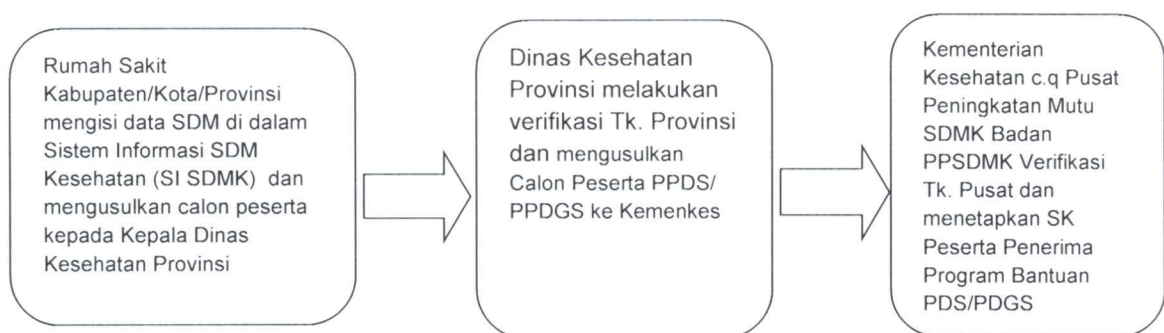 Rumah Sakit
Kabupaten/Kota/Provinsi
mengisi data SDM di dalam
Sistem Informasi SDM
Kesehatan (SI SDMK) dan
mengusulkan calon peserta
kepada Kepala Dinas
Kesehatan Provinsi
Dinas Kesehatan
Provinsi melakukan
verifikasi Tk. Provinsi
dan mengusulkan
Calon Peserta PPDS/
PPDGS ke Kemenkes
Kementerian
Kesehatan c.q Pusat
Peningkatan Mutu
SDMK Badan
PPSDMK Verifikasi
Tk. Pusat dan
menetapkan SK
Peserta Penerima
Program Bantuan
PDS/PDGS